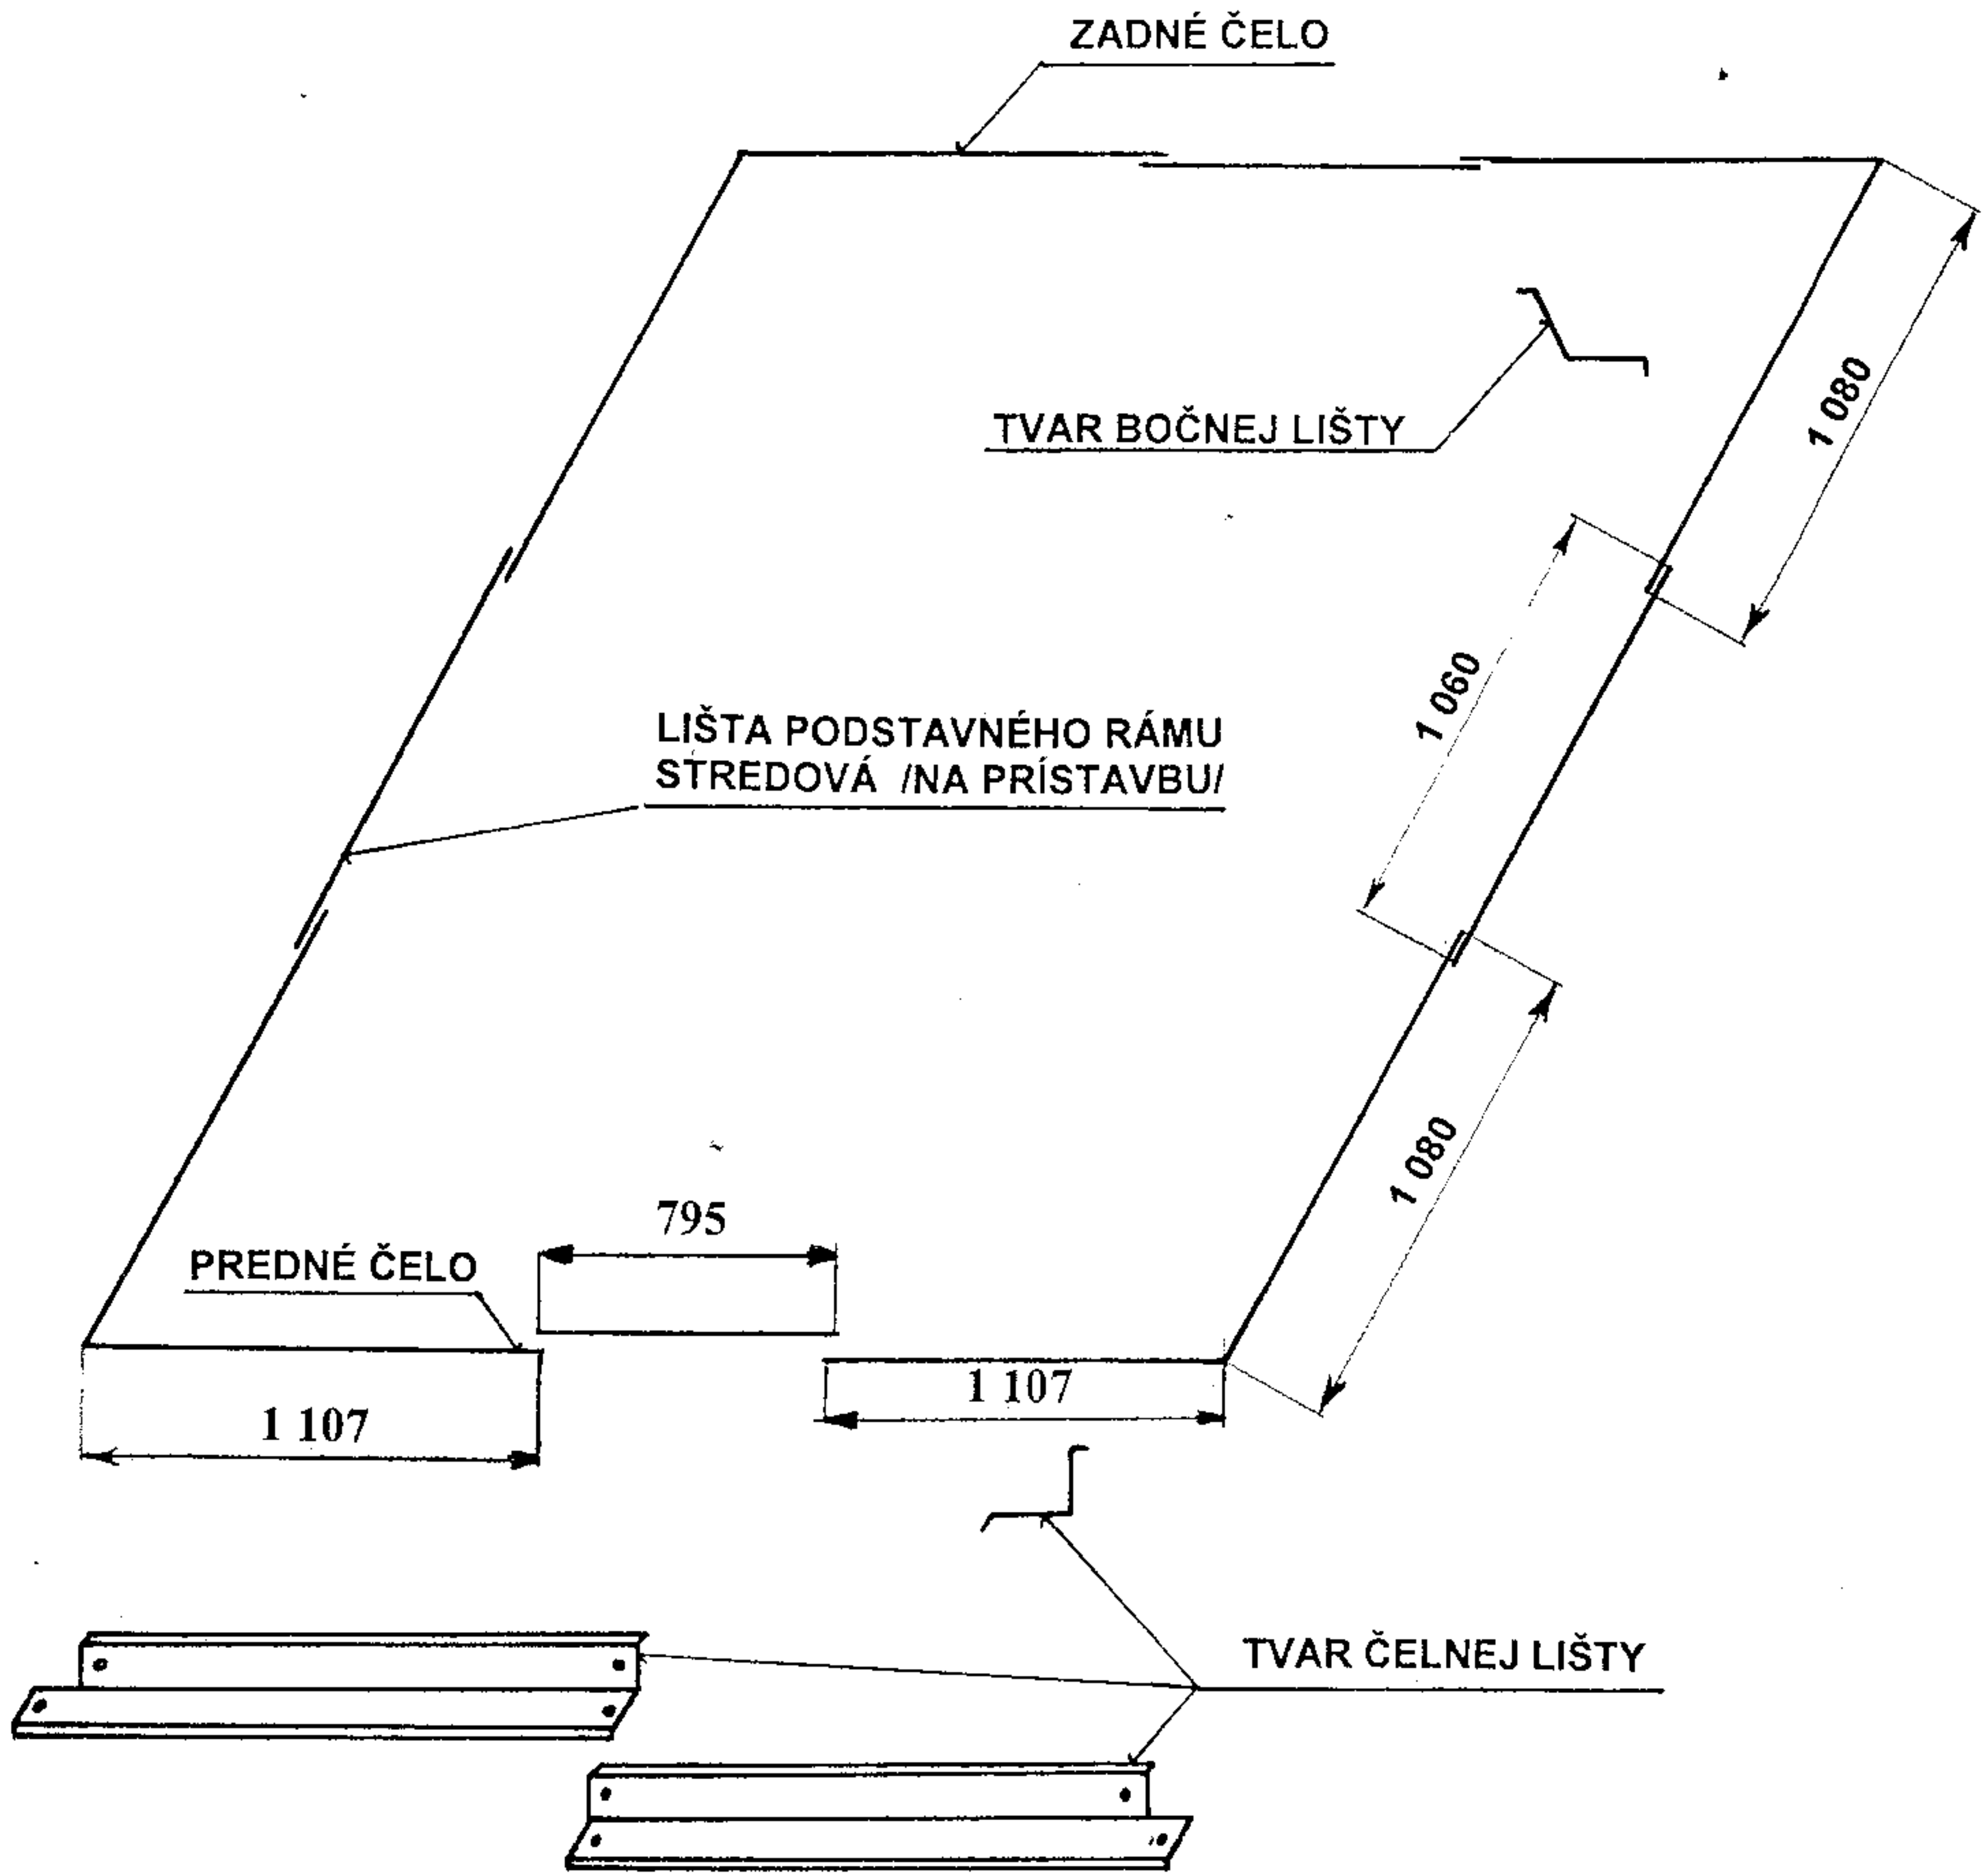 ZADNÉ ČELO
1 080
TVAR BOČNEJ LIŠTY
1 060
LIŠTA PODSTAVNÉHO RÁMU
STREDOVÁ /NA PRÍSTAVBU/
1 080
795
PREDNÉ ČELO
1 107
1 107
TVAR ČELNEJ LIŠTY